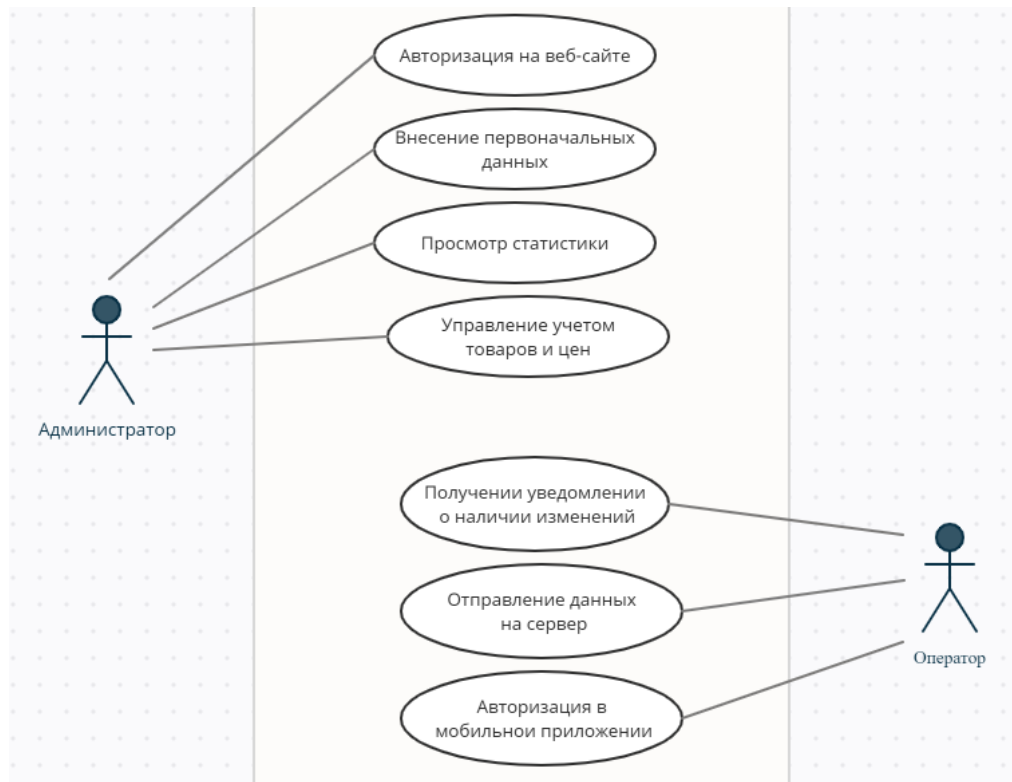 Авторизация на веб-сайте
Внесение первоначальных
данных
Просмотр статистики
Управление учетом
товаров и цен
Администратор
Получении уведомлении
о наличии изменений
Отправление данных
на сервер
Оператор
Авторизация в
мобильнои приложении